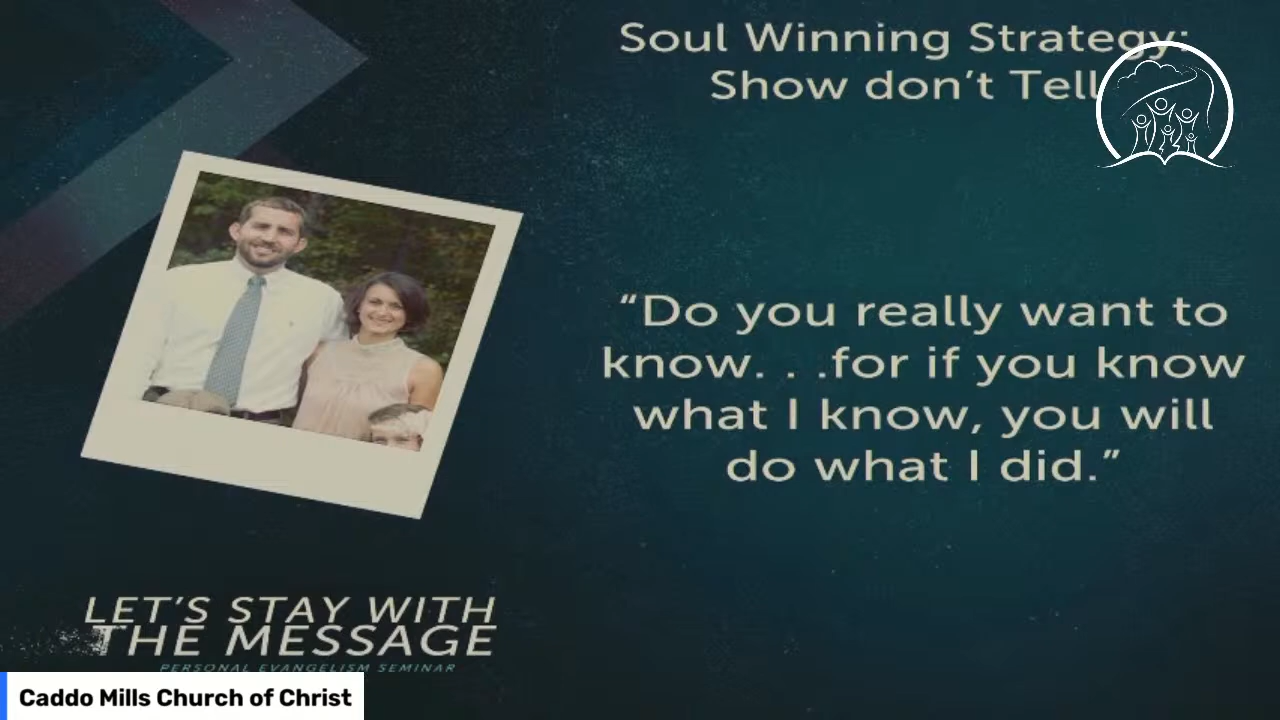 Soul Winning Strategy:
Show don't Tell
“Do you really want to
know. . .for if you know
what I know, you will
do what I did.”
LET'S STAY WITH
THE MESSAGE
PERSONAL EVANGELISM SEMINAR
Caddo Mills Church of Christ